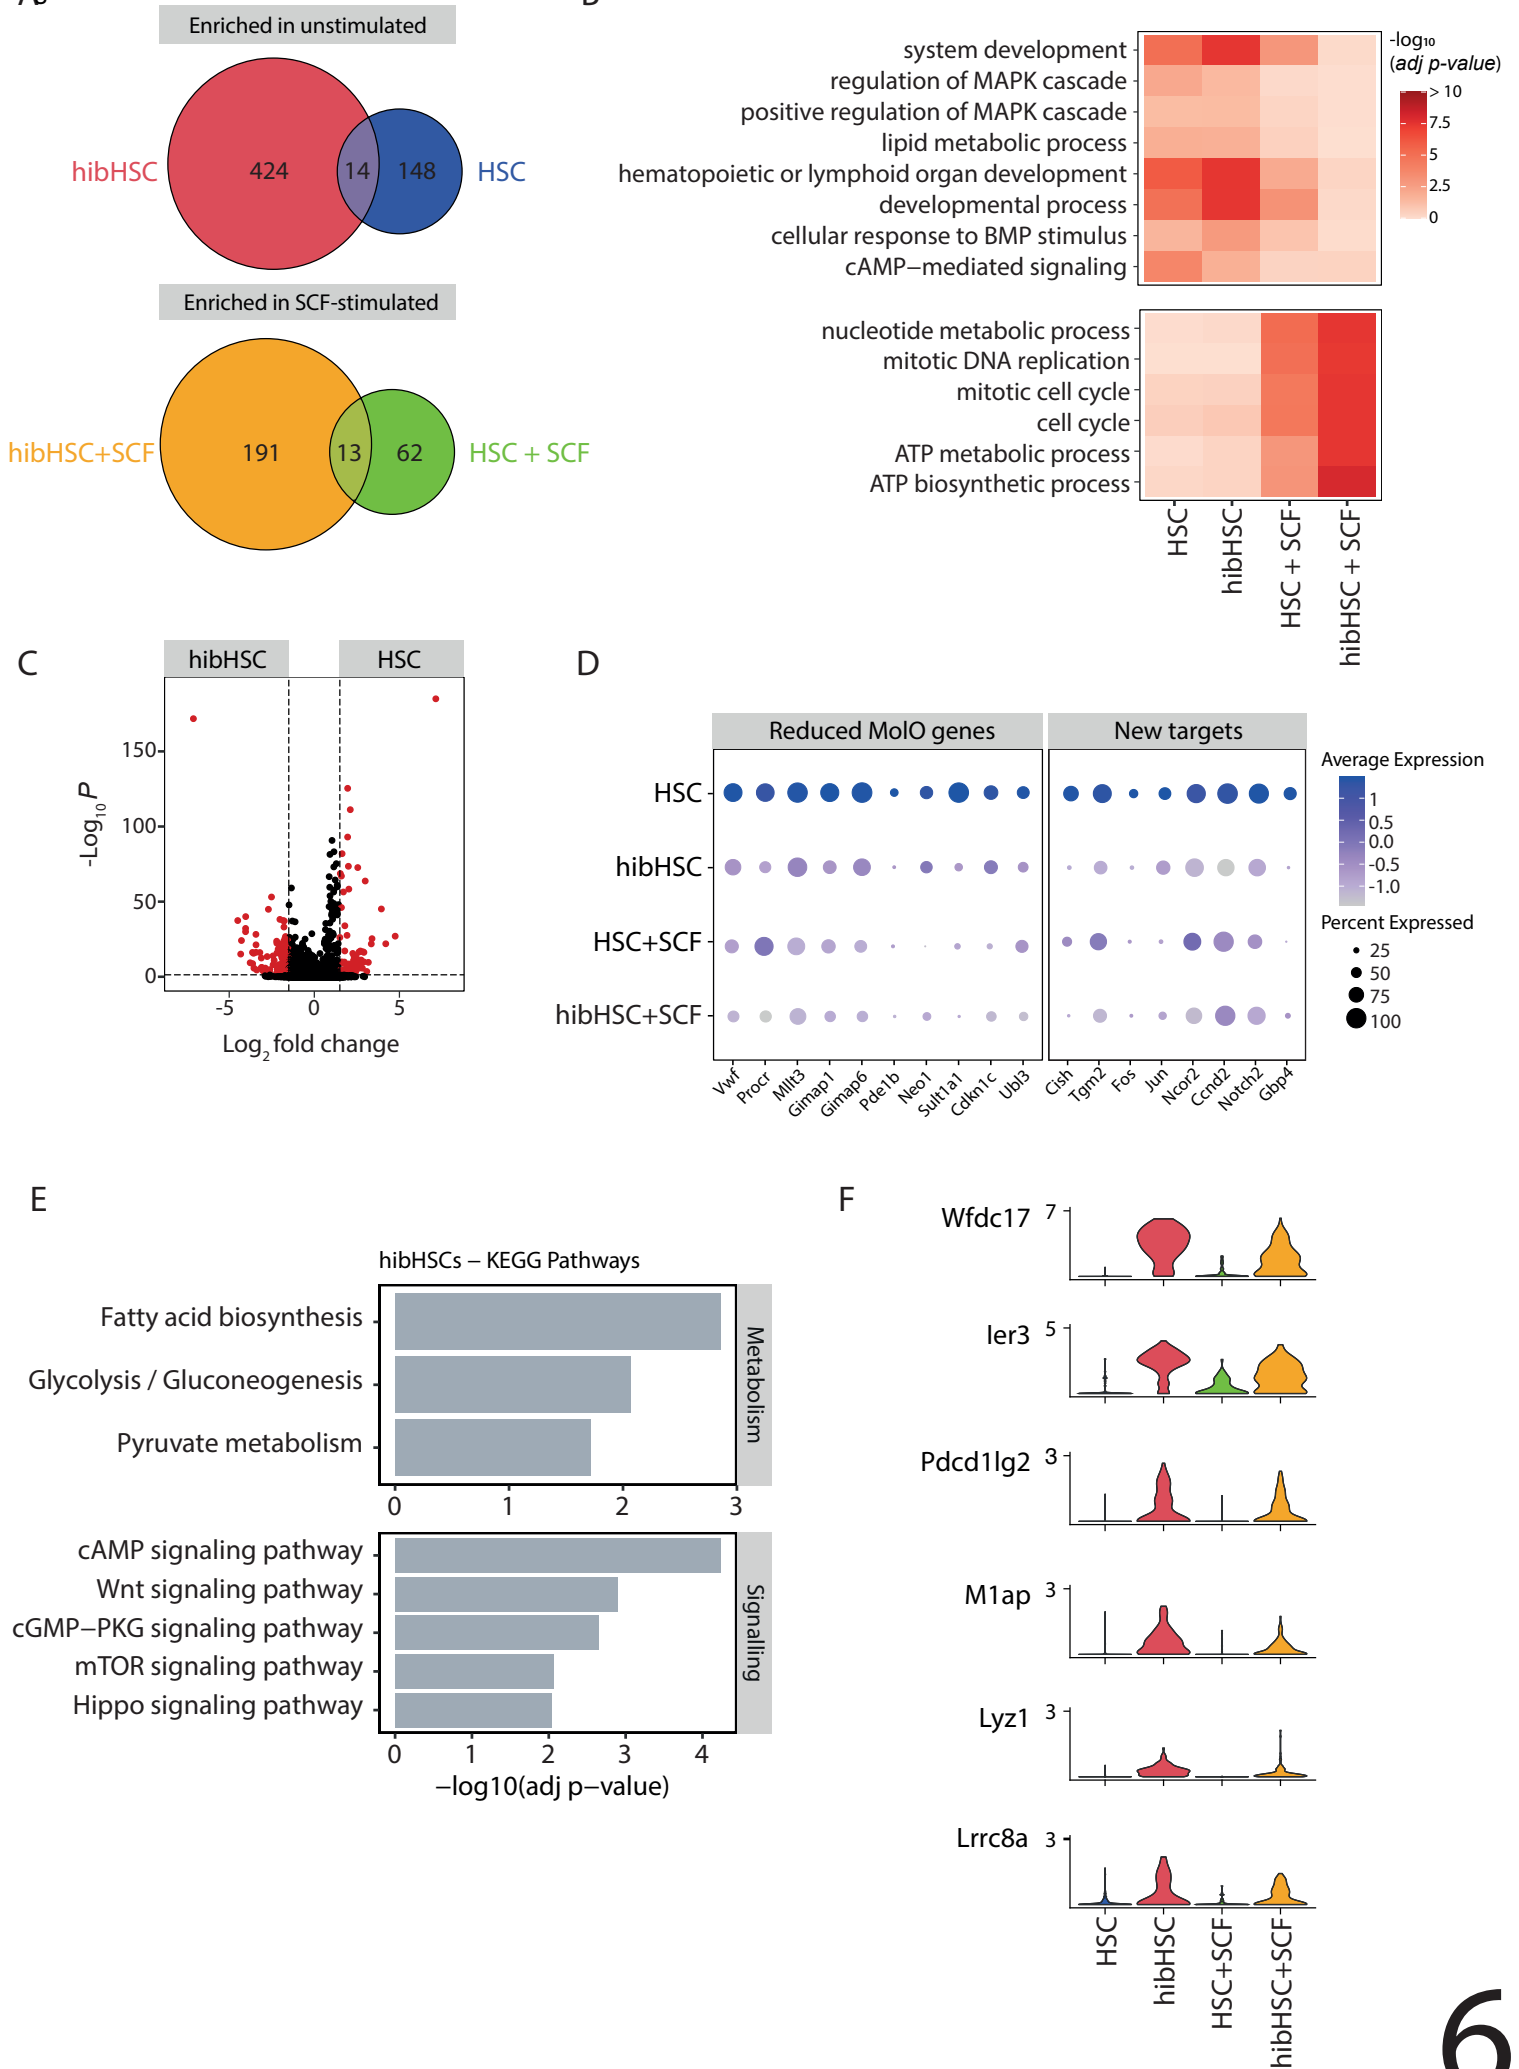 Enriched in unstimulated
hibHSC
424
14
148
HSC
Enriched in SCF-stimulated
hibHSC+SCF
191
13
62
HSC + SCF
system development
regulation of MAPK cascade
positive regulation of MAPK cascade
lipid metabolic process
hematopoietic or lymphoid organ development
developmental process
cellular response to BMP stimulus
cAMP−mediated signaling
nucleotide metabolic process
mitotic DNA replication
mitotic cell cycle
cell cycle
ATP metabolic process
ATP biosynthetic process
HSC
hibHSC
HSC + SCF
hibHSC + SCF
-log10
(adj p-value)
> 10
7.5
5
2.5
0
C
hibHSC
HSC
-Log10 P
150
100
50
0
-5
0
5
Log2 fold change
D
Reduced MolO genes
New targets
HSC
hibHSC
HSC+SCF
hibHSC+SCF
Vwf
Procr
Mllt3
Gimap1
Gimap6
Pde1b
Neo1
Sult1a1
Cdkn1c
Ubl3
Cish
Tgm2
Fos
Jun
Ncor2
Ccnd2
Notch2
Gbp4
Average Expression
1
0.5
0.0
-0.5
-1.0
Percent Expressed
25
50
75
100
E
hibHSCs − KEGG Pathways
Fatty acid biosynthesis
Glycolysis / Gluconeogenesis
Pyruvate metabolism
Metabolism
0
1
2
3
cAMP signaling pathway
Wnt signaling pathway
cGMP−PKG signaling pathway
mTOR signaling pathway
Hippo signaling pathway
Signalling
0
1
2
3
4
−log10(adj p−value)
F
Wfdc17
7
Ier3
5
Pdcd1lg2
3
M1ap
3
Lyz1
3
Lrrc8a
3
HSC
hibHSC
HSC+SCF
hibHSC+SCF
6